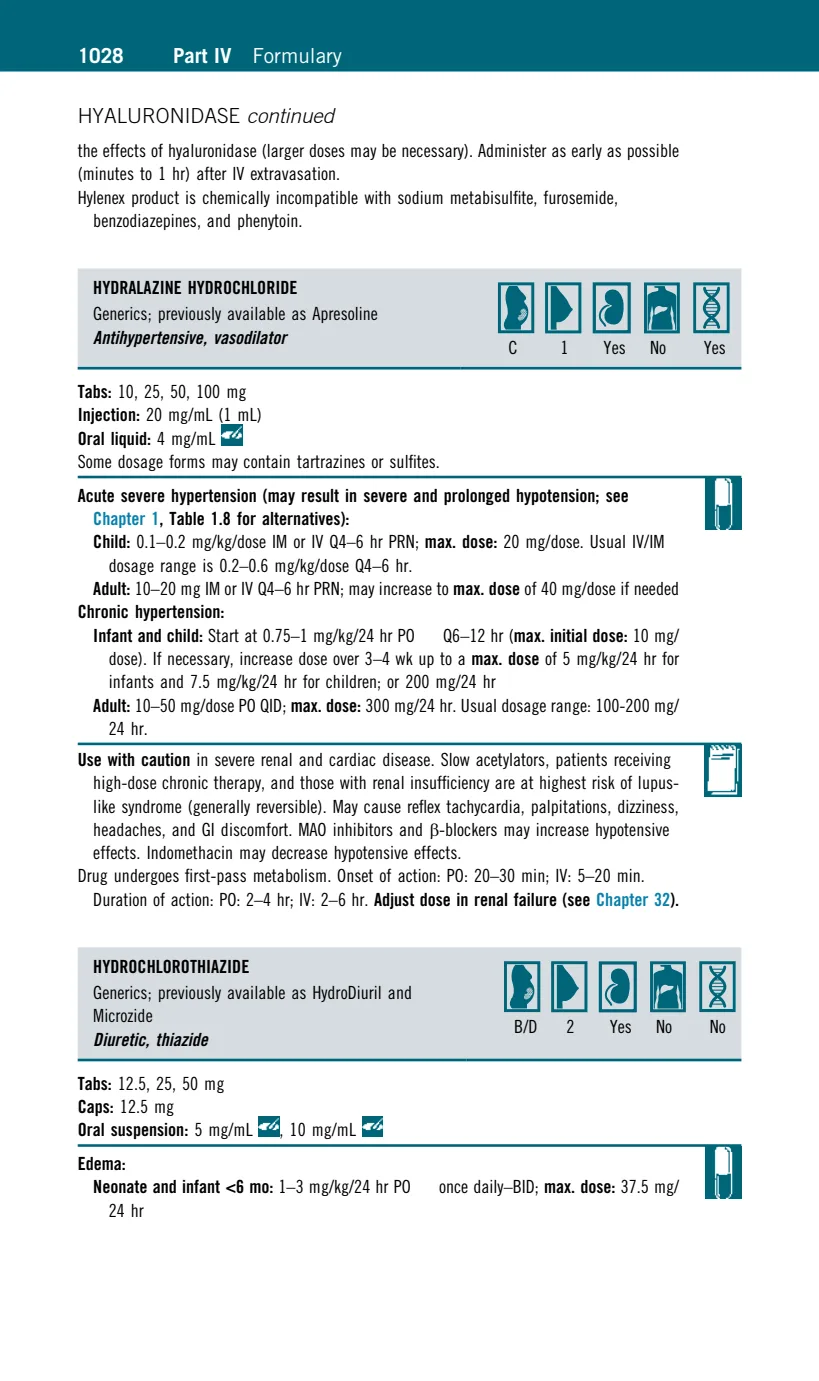 1028 Part IV Formulary
HYALURONIDASE continued
the effects of hyaluronidase (larger doses may be necessary). Administer as early as possible
(minutes to 1 hr) after IV extravasation.
Hylenex product is chemically incompatible with sodium metabisulfite, furosemide,
benzodiazepines, and phenytoin.
HYDRALAZINE HYDROCHLORIDE
Generics; previously available as Apresoline
Antihypertensive, vasodilator
C 1 Yes No Yes
Tabs: 10, 25, 50, 100 mg
Injection: 20 mg/mL (1 mL)
Oral liquid: 4 mg/mL
Some dosage forms may contain tartrazines or sulfites.
Acute severe hypertension (may result in severe and prolonged hypotension; see
Chapter 1, Table 1.8 for alternatives):
Child: 0.1–0.2 mg/kg/dose IM or IV Q4–6 hr PRN; max. dose: 20 mg/dose. Usual IV/IM
dosage range is 0.2–0.6 mg/kg/dose Q4–6 hr.
Adult: 10–20 mg IM or IV Q4–6 hr PRN; may increase to max. dose of 40 mg/dose if needed
Chronic hypertension:
Infant and child: Start at 0.75–1 mg/kg/24 hr PO Q6–12 hr (max. initial dose: 10 mg/
dose). If necessary, increase dose over 3–4 wk up to a max. dose of 5 mg/kg/24 hr for
infants and 7.5 mg/kg/24 hr for children; or 200 mg/24 hr
Adult: 10–50 mg/dose PO QID; max. dose: 300 mg/24 hr. Usual dosage range: 100-200 mg/
24 hr.
Use with caution in severe renal and cardiac disease. Slow acetylators, patients receiving
high-dose chronic therapy, and those with renal insufficiency are at highest risk of lupus-
like syndrome (generally reversible). May cause reflex tachycardia, palpitations, dizziness,
headaches, and GI discomfort. MAO inhibitors and β-blockers may increase hypotensive
effects. Indomethacin may decrease hypotensive effects.
Drug undergoes first-pass metabolism. Onset of action: PO: 20–30 min; IV: 5–20 min.
Duration of action: PO: 2–4 hr; IV: 2–6 hr. Adjust dose in renal failure (see Chapter 32).
HYDROCHLOROTHIAZIDE
Generics; previously available as HydroDiuril and
Microzide
Diuretic, thiazide
B/D 2 Yes No No
Tabs: 12.5, 25, 50 mg
Caps: 12.5 mg
Oral suspension: 5 mg/mL , 10 mg/mL
Edema:
Neonate and infant <6 mo: 1–3 mg/kg/24 hr PO once daily–BID; max. dose: 37.5 mg/
24 hr